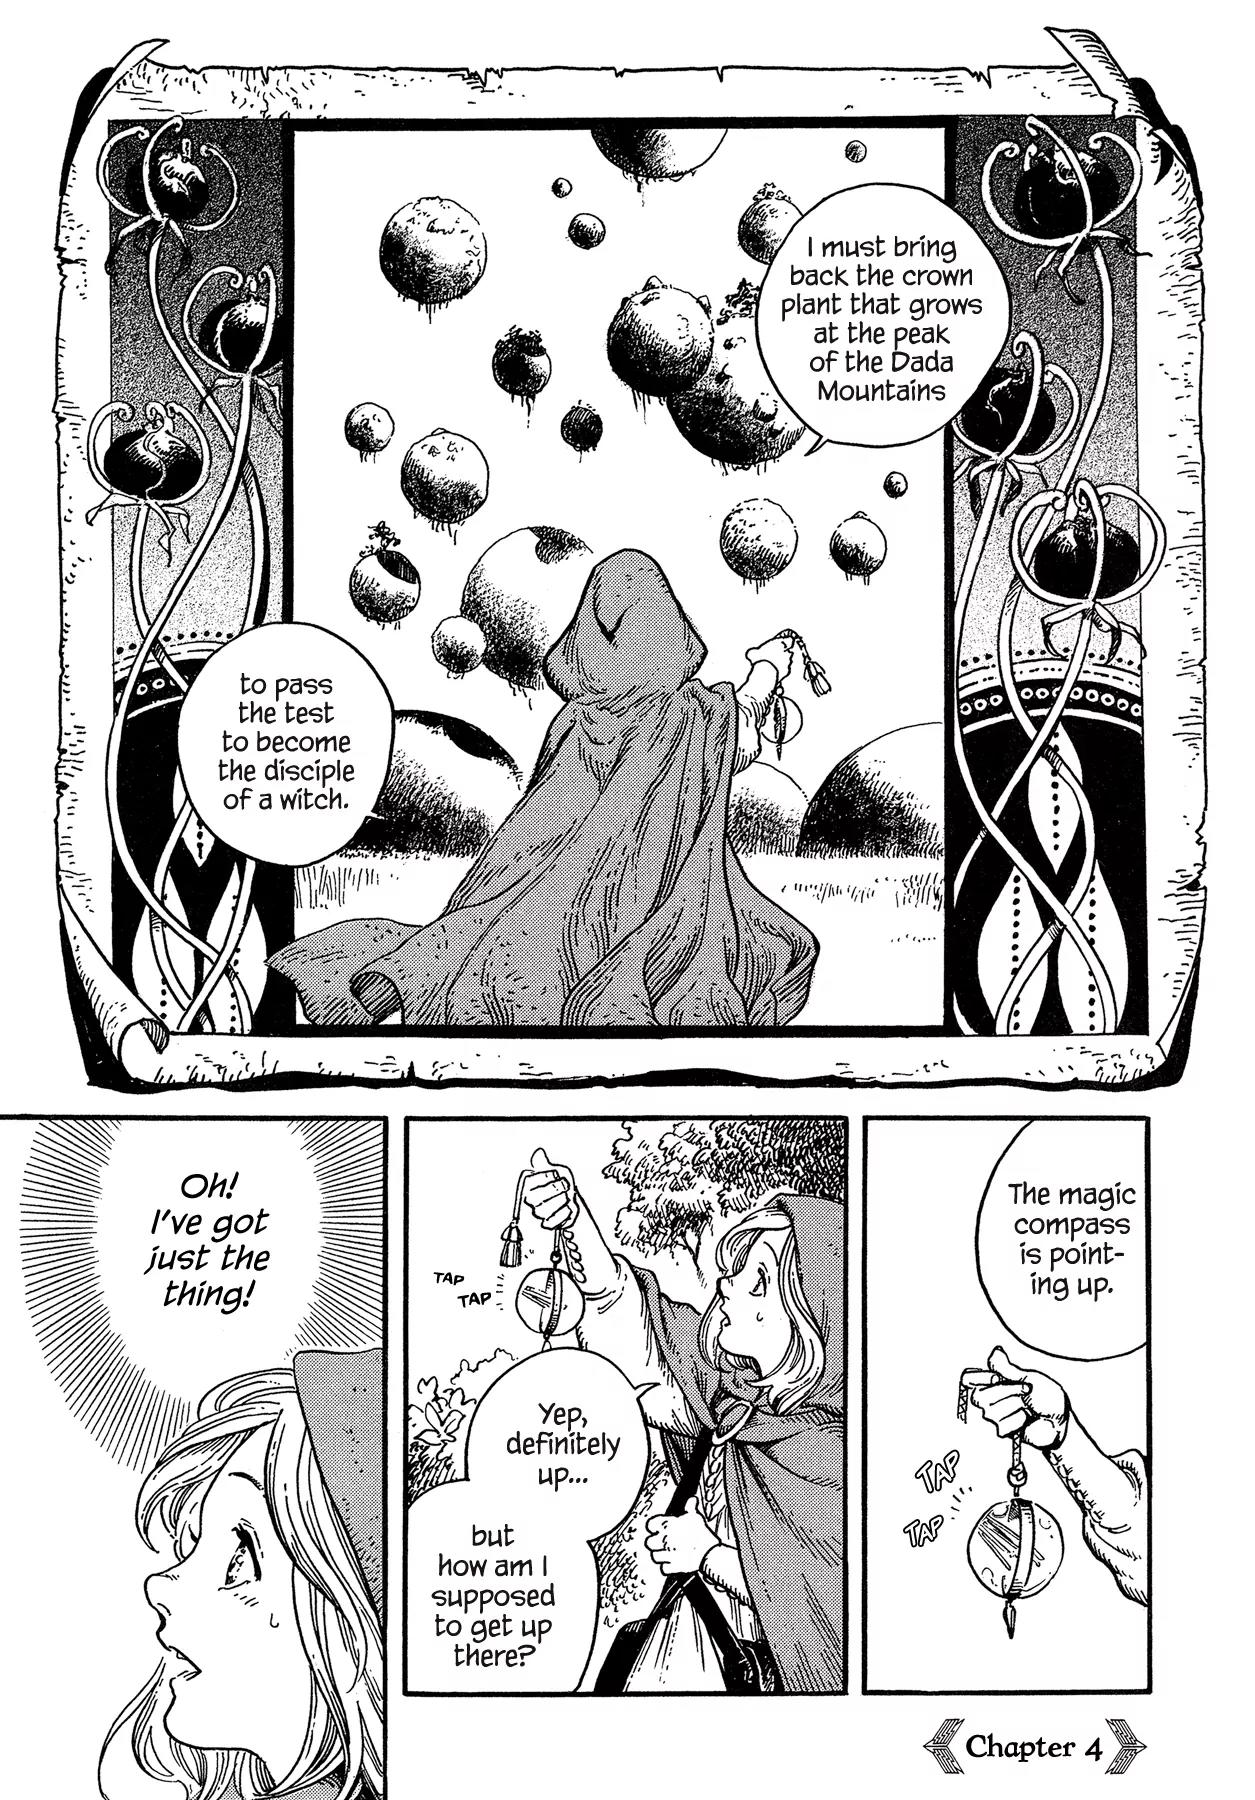 I must bring
back the crown
plant that grows
at the peak
of the Dada
Mountains
to pass
the test
to become
the disciple
of a witch.
The magic
compass
is point-
ing up.
TAP
TAP
TAP
TAP
Yep,
definitely
up...
but
how am I
supposed
to get up
there?
Oh!
I've got
just the
thing!
Chapter 4